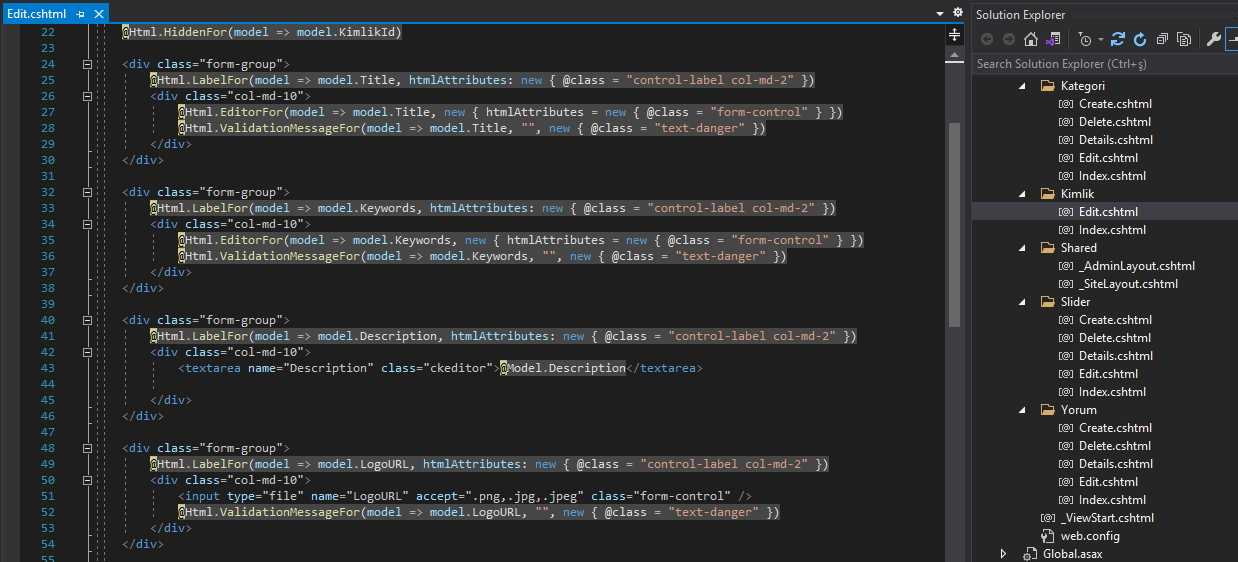 Edit.cshtml
22 @Html.HiddenFor(model => model.KimlikId)
23
24 <div class="form-group">
25 @Html.LabelFor(model => model.Title, htmlAttributes: new { @class = "control-label col-md-2" })
26 <div class="col-md-10">
27 @Html.EditorFor(model => model.Title, new { htmlAttributes = new { @class = "form-control" } })
28 @Html.ValidationMessageFor(model => model.Title, "", new { @class = "text-danger" })
29 </div>
30 </div>
31
32 <div class="form-group">
33 @Html.LabelFor(model => model.Keywords, htmlAttributes: new { @class = "control-label col-md-2" })
34 <div class="col-md-10">
35 @Html.EditorFor(model => model.Keywords, new { htmlAttributes = new { @class = "form-control" } })
36 @Html.ValidationMessageFor(model => model.Keywords, "", new { @class = "text-danger" })
37 </div>
38 </div>
39
40 <div class="form-group">
41 @Html.LabelFor(model => model.Description, htmlAttributes: new { @class = "control-label col-md-2" })
42 <div class="col-md-10">
43 <textarea name="Description" class="ckeditor">@Model.Description</textarea>
44
45 </div>
46 </div>
47
48 <div class="form-group">
49 @Html.LabelFor(model => model.LogoURL, htmlAttributes: new { @class = "control-label col-md-2" })
50 <div class="col-md-10">
51 <input type="file" name="LogoURL" accept=".png,.jpg,.jpeg" class="form-control" />
52 @Html.ValidationMessageFor(model => model.LogoURL, "", new { @class = "text-danger" })
53 </div>
54 </div>
55
Solution Explorer
Search Solution Explorer (Ctrl+ş)
Kategori
Create.cshtml
Delete.cshtml
Details.cshtml
Edit.cshtml
Index.cshtml
Kimlik
Edit.cshtml
Index.cshtml
Shared
_AdminLayout.cshtml
_SiteLayout.cshtml
Slider
Create.cshtml
Delete.cshtml
Details.cshtml
Edit.cshtml
Index.cshtml
Yorum
Create.cshtml
Delete.cshtml
Details.cshtml
Edit.cshtml
Index.cshtml
_ViewStart.cshtml
web.config
Global.asax